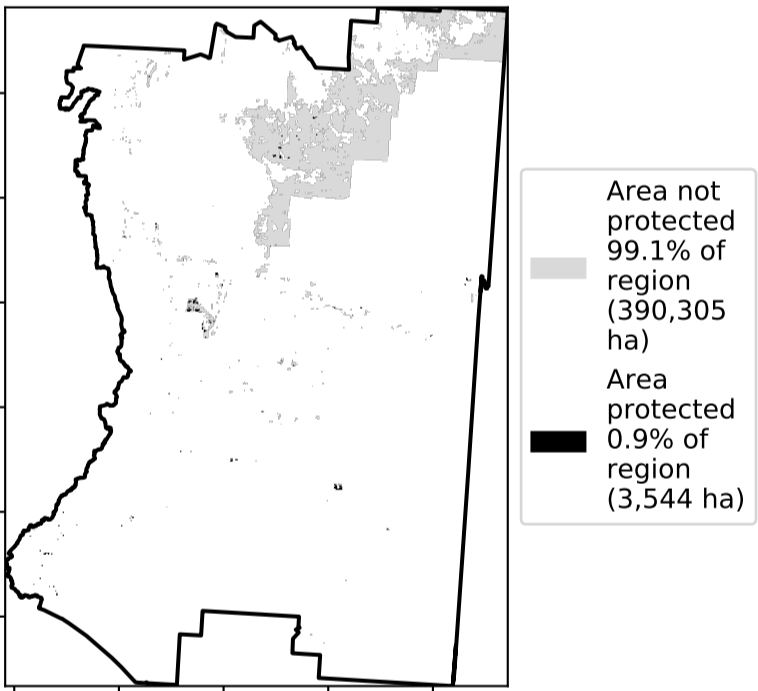 Area not
protected
99.1% of
region
(390,305
ha)
Area
protected
0.9% of
region
(3,544 ha)